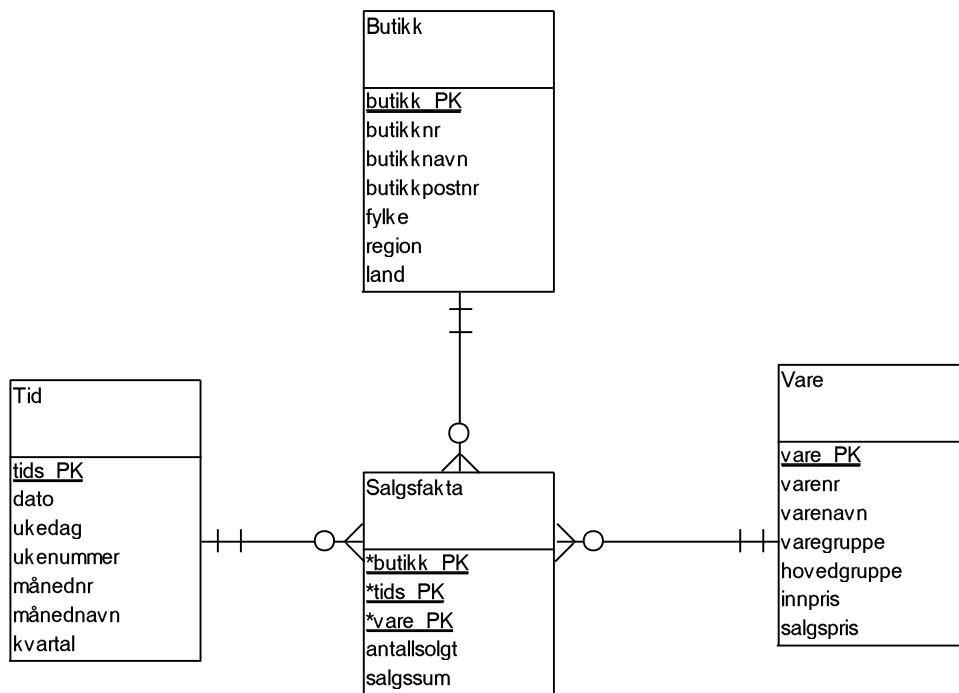 Butikk
butikk_PK
butikknr
butikknavn
butikkpostnr
fylke
region
land
Tid
tids_PK
dato
ukedag
ukenummer
månednr
månednavn
kvartal
Salgsfakta
*butikk_PK
*tids_PK
*vare_PK
antallsolgt
salgssum
Vare
vare_PK
varenr
varenavn
varegruppe
hovedgruppe
innpris
salgspris